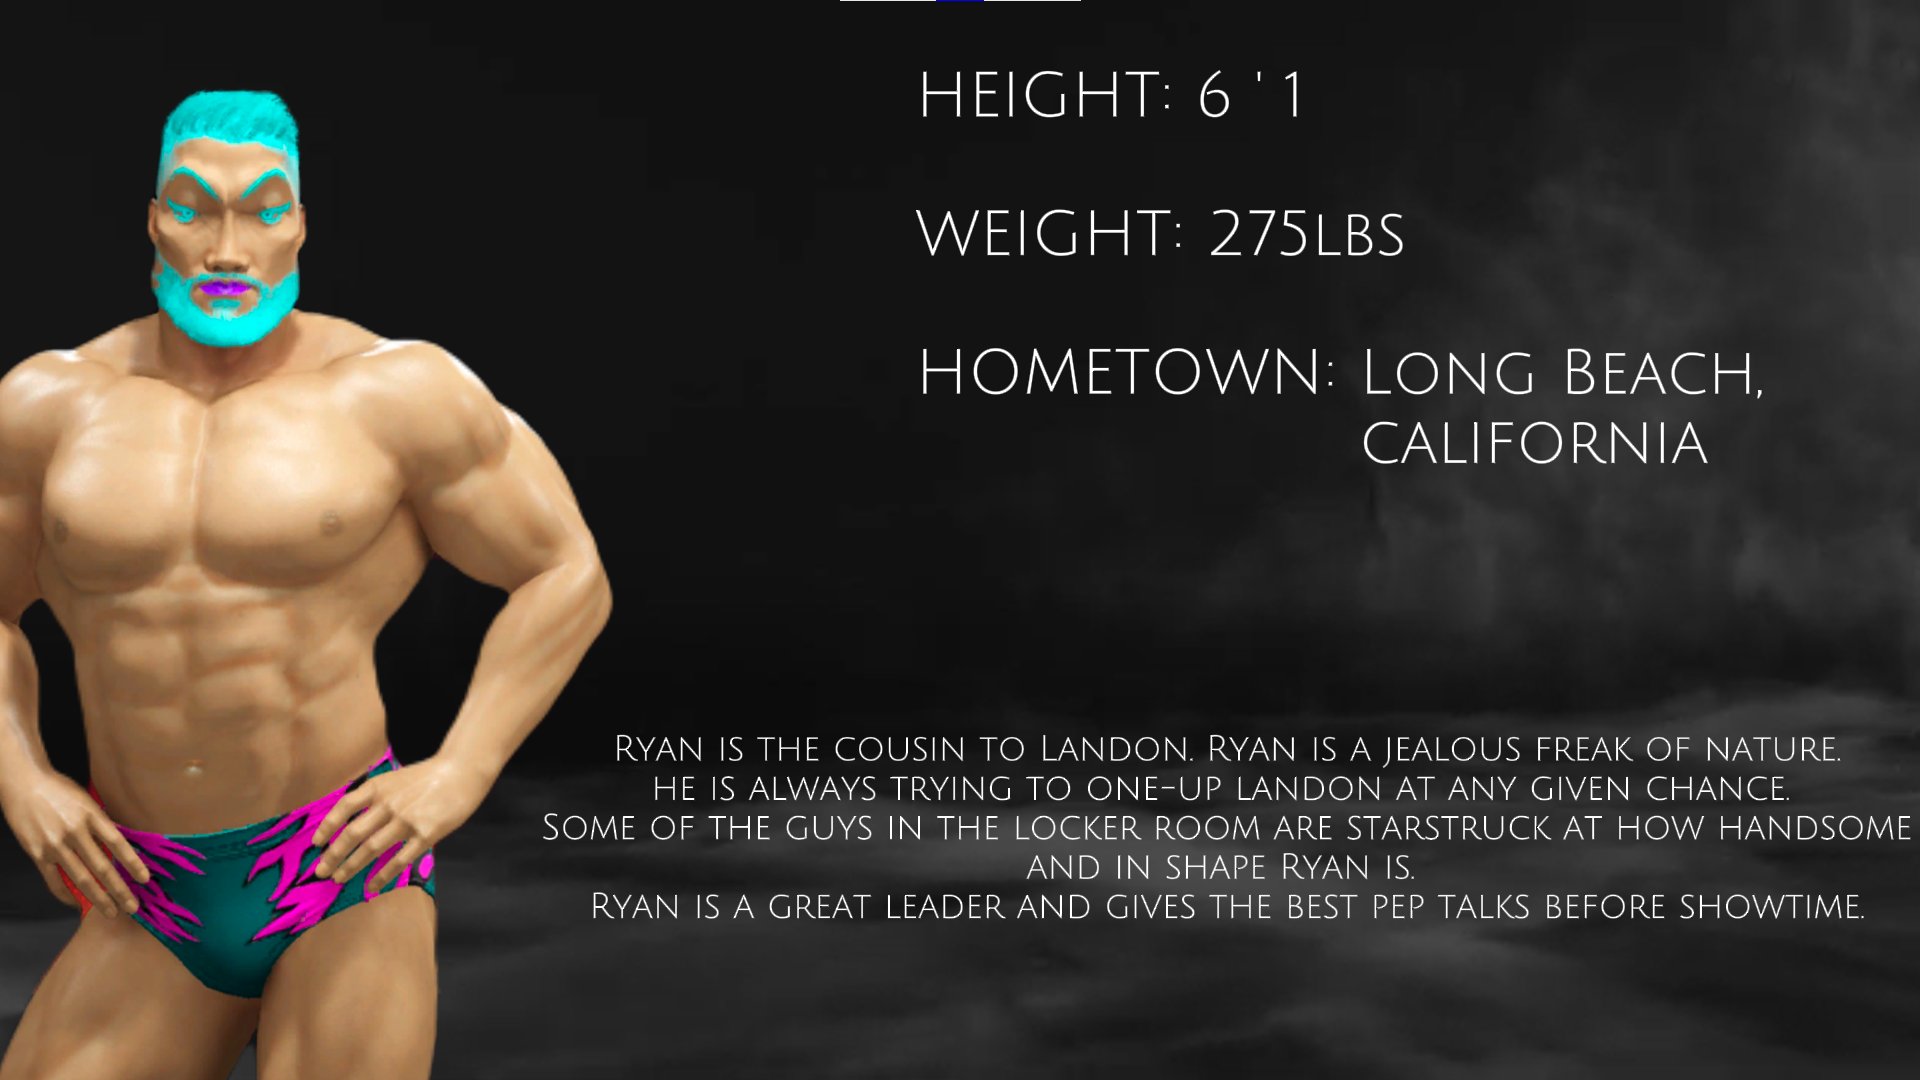 HEIGHT: 6 ' 1
WEIGHT: 275LBS
HOMETOWN: LONG BEACH,
CALIFORNIA
RYAN IS THE COUSIN TO LANDON. RYAN IS A JEALOUS FREAK OF NATURE.
HE IS ALWAYS TRYING TO ONE-UP LANDON AT ANY GIVEN CHANCE.
SOME OF THE GUYS IN THE LOCKER ROOM ARE STARSTRUCK AT HOW HANDSOME
AND IN SHAPE RYAN IS.
RYAN IS A GREAT LEADER AND GIVES THE BEST PEP TALKS BEFORE SHOWTIME.